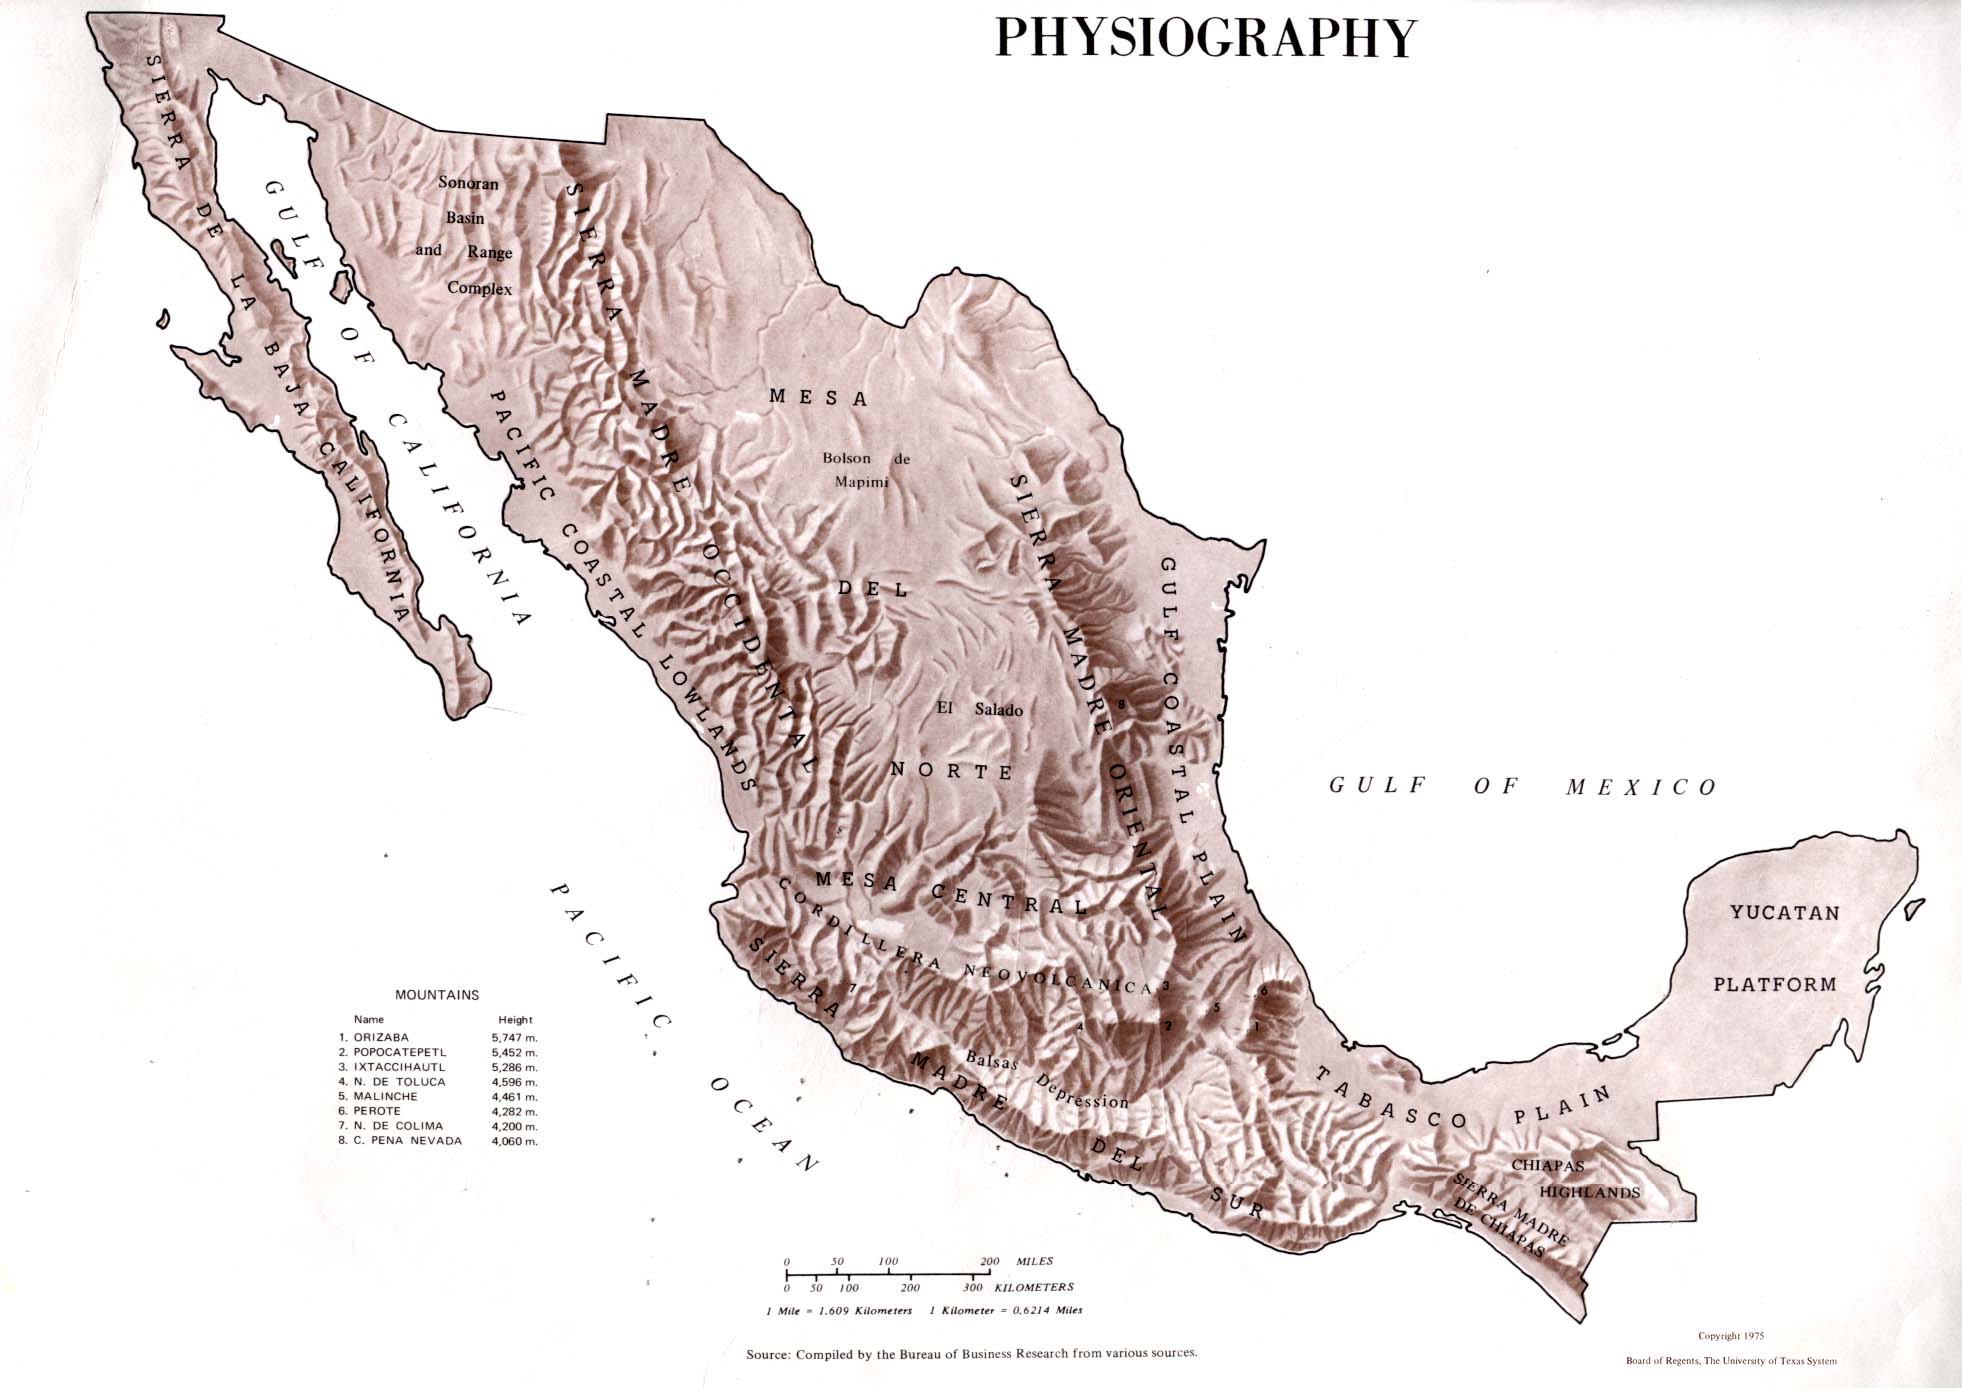 PHYSIOGRAPHY
SIERRA DE LA BAJA CALIFORNIA
GULF OF CALIFORNIA
Sonoran
Basin
and Range
Complex
SIERRA MADRE OCCIDENTAL
PACIFIC COASTAL LOWLANDS
MESA
Bolson de
Mapimi
DEL
El Salado
NORTE
SIERRA MADRE ORIENTAL
GULF COASTAL PLAIN
8
GULF OF MEXICO
MESA CENTRAL
CORDILLERA NEOVOLCANICA
YUCATAN
PLATFORM
PACIFIC OCEAN
SIERRA MADRE DEL SUR
7
3
6
5
4
2
1
Balsas Depression
TABASCO PLAIN
CHIAPAS
HIGHLANDS
SIERRA MADRE
DE CHIAPAS
MOUNTAINS
Name Height
1. ORIZABA 5,747 m.
2. POPOCATEPETL 5,452 m.
3. IXTACCIHAUTL 5,286 m.
4. N. DE TOLUCA 4,596 m.
5. MALINCHE 4,461 m.
6. PEROTE 4,282 m.
7. N. DE COLIMA 4,200 m.
8. C. PENA NEVADA 4,060 m.
0 50 100 200 MILES
0 50 100 200 300 KILOMETERS
1 Mile = 1.609 Kilometers 1 Kilometer = 0.6214 Miles
Source: Compiled by the Bureau of Business Research from various sources.
Copyright 1975
Board of Regents, The University of Texas System